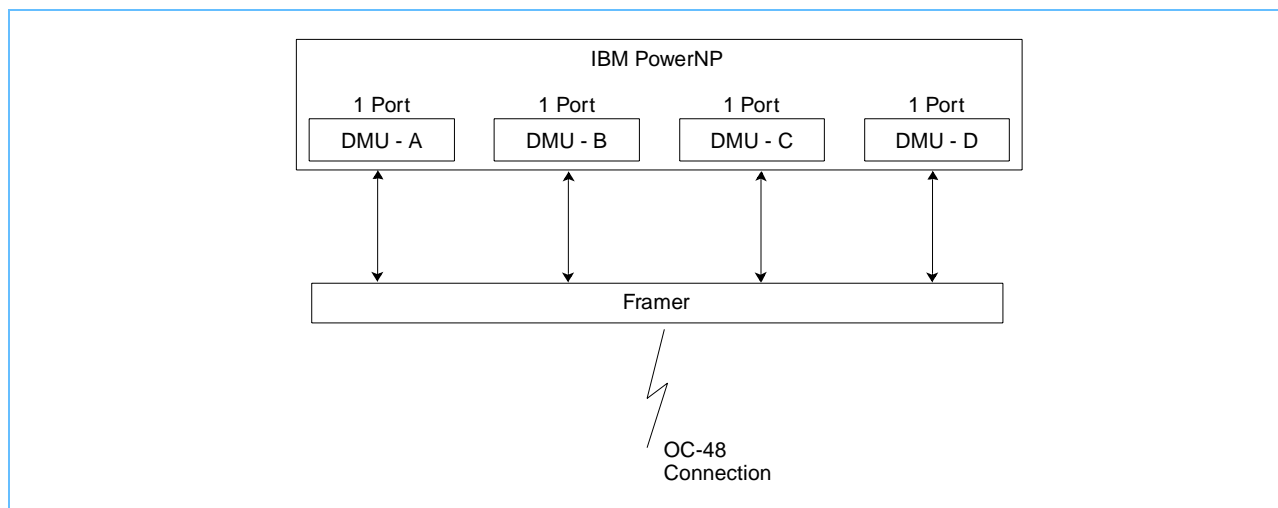 IBM PowerNP
1 Port 1 Port 1 Port 1 Port
DMU - A DMU - B DMU - C DMU - D
Framer
OC-48
Connection